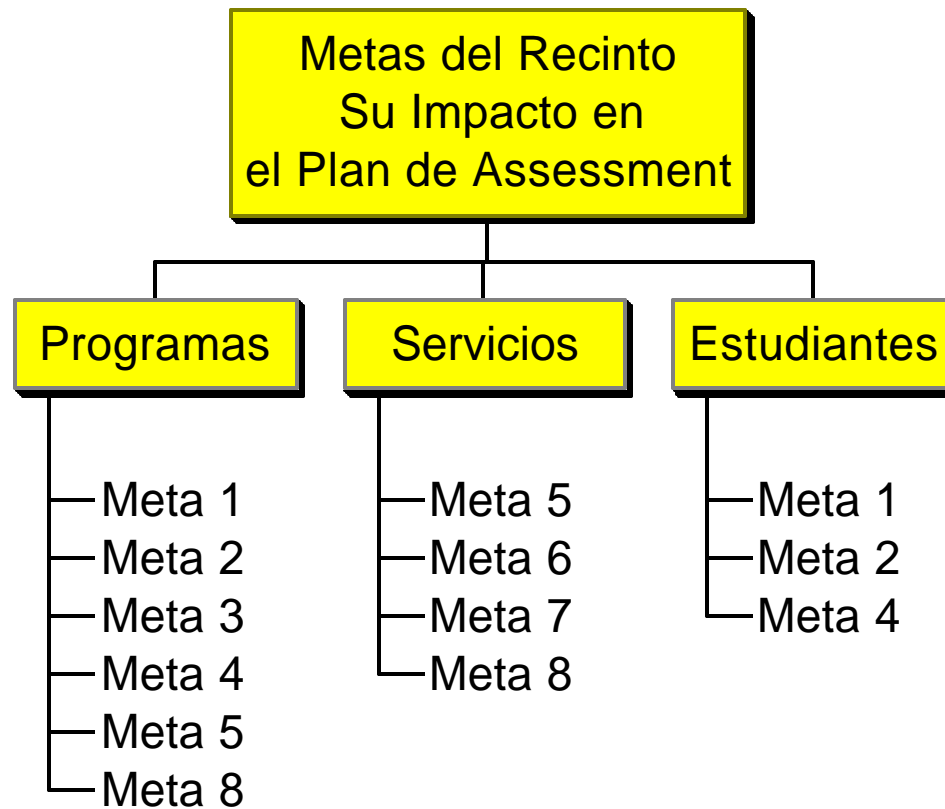 Metas del Recinto
Su Impacto en
el Plan de Assessment
Programas
Meta 1
Meta 2
Meta 3
Meta 4
Meta 5
Meta 8
Servicios
Meta 5
Meta 6
Meta 7
Meta 8
Estudiantes
Meta 1
Meta 2
Meta 4